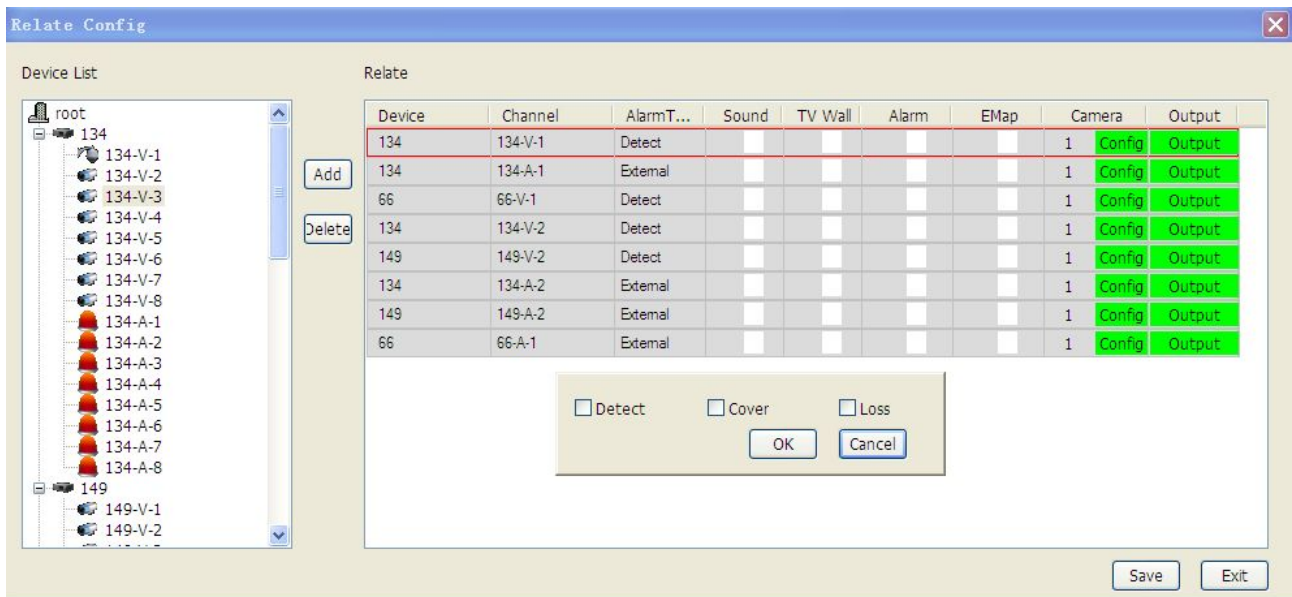 Relate Config
Device List
root
134
134-V-1
134-V-2
134-V-3
134-V-4
134-V-5
134-V-6
134-V-7
134-V-8
134-A-1
134-A-2
134-A-3
134-A-4
134-A-5
134-A-6
134-A-7
134-A-8
149
149-V-1
149-V-2
Add
Delete
Relate
Device Channel AlarmT... Sound TV Wall Alarm EMap Camera Output
134 134-V-1 Detect 1 Config Output
134 134-A-1 External 1 Config Output
66 66-V-1 Detect 1 Config Output
134 134-V-2 Detect 1 Config Output
149 149-V-2 Detect 1 Config Output
134 134-A-2 External 1 Config Output
149 149-A-2 External 1 Config Output
66 66-A-1 External 1 Config Output
Detect Cover Loss
OK Cancel
Save Exit